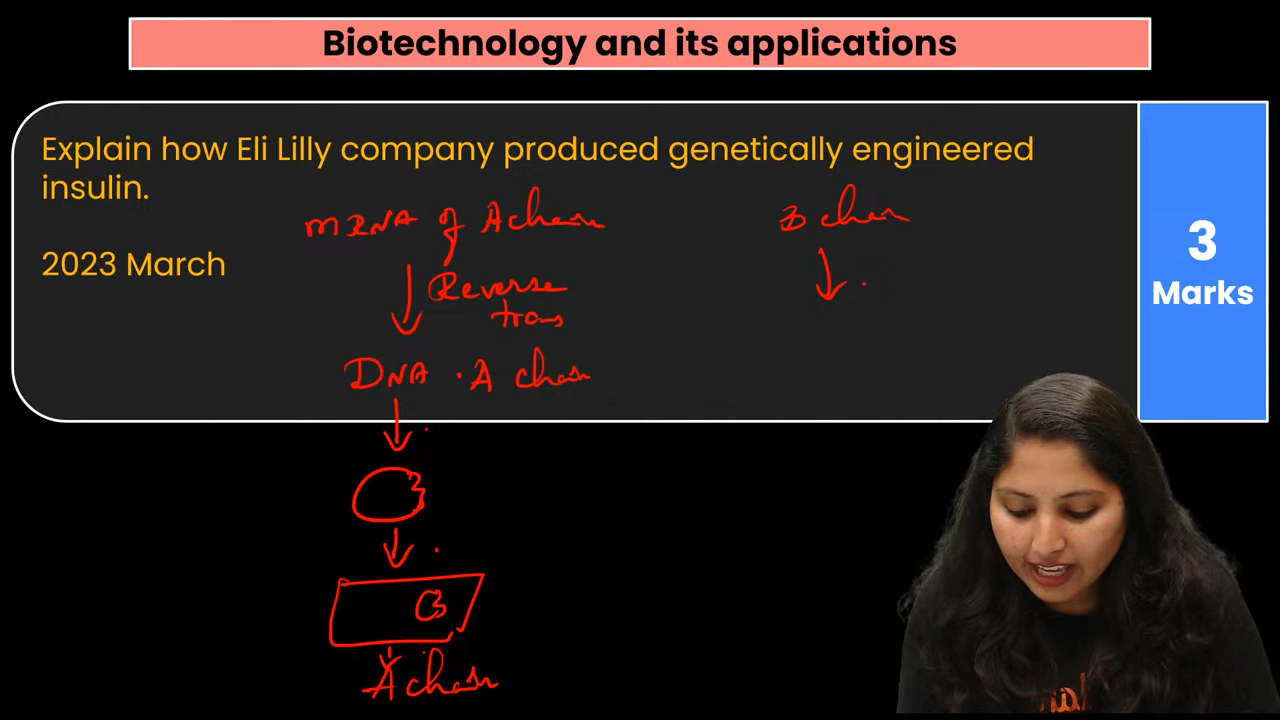 Biotechnology and its applications
Explain how Eli Lilly company produced genetically engineered
insulin.
2023 March
3
Marks
mRNA of A chain
B chain
Reverse
trans
DNA . A chain
A chain